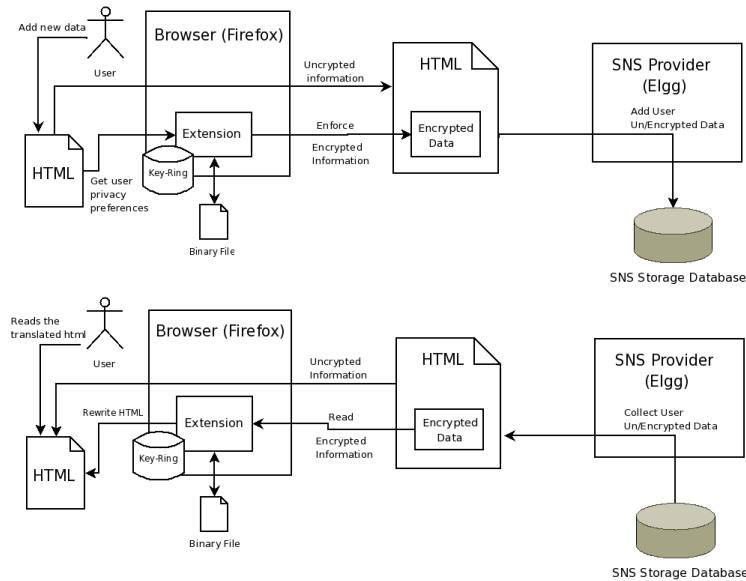 Add new data
User
Browser (Firefox)
Uncrypted
information
HTML
SNS Provider
(Elgg)
Add User
Un/Encrypted Data
Extension
Enforce
Encrypted
Information
Encrypted
Data
HTML
Key-Ring
Get user
privacy
preferences
Binary File
SNS Storage Database
Reads the
translated html
User
Browser (Firefox)
Uncrypted
Information
HTML
SNS Provider
(Elgg)
Collect User
Un/Encrypted Data
Rewrite HTML
Extension
Read
Encrypted
Information
Encrypted
Data
HTML
Key-Ring
Binary File
SNS Storage Database